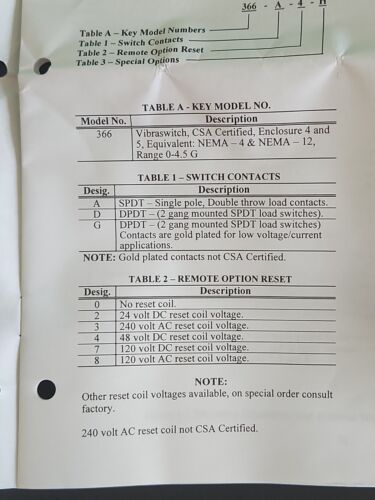 366 - A - 4 - H
Table A – Key Model Numbers
Table 1 – Switch Contacts
Table 2 – Remote Option Reset
Table 3 – Special Options
TABLE A - KEY MODEL NO.
Model No. Description
366 Vibraswitch, CSA Certified, Enclosure 4 and
5, Equivalent: NEMA – 4 & NEMA – 12,
Range 0-4.5 G
TABLE 1 – SWITCH CONTACTS
Desig. Description
A SPDT – Single pole, Double throw load contacts.
D DPDT – (2 gang mounted SPDT load switches).
G DPDT – (2 gang mounted SPDT load switches)
Contacts are gold plated for low voltage/current
applications.
NOTE: Gold plated contacts not CSA Certified.
TABLE 2 – REMOTE OPTION RESET
Desig. Description
0 No reset coil.
2 24 volt DC reset coil voltage.
3 240 volt AC reset coil voltage.
4 48 volt DC reset coil voltage.
7 120 volt DC reset coil voltage.
8 120 volt AC reset coil voltage.
NOTE:
Other reset coil voltages available, on special order consult
factory.
240 volt AC reset coil not CSA Certified.